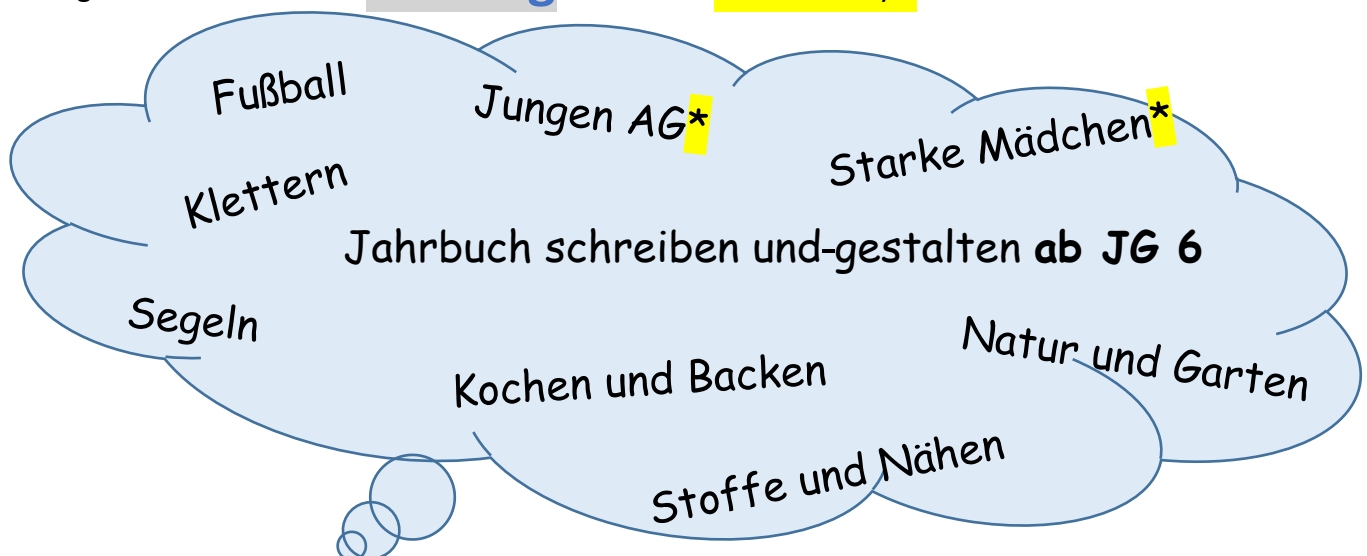 Fußball
Jungen AG*
Starke Mädchen*
Klettern
Jahrbuch schreiben und-gestalten ab JG 6
Segeln
Natur und Garten
Kochen und Backen
Stoffe und Nähen